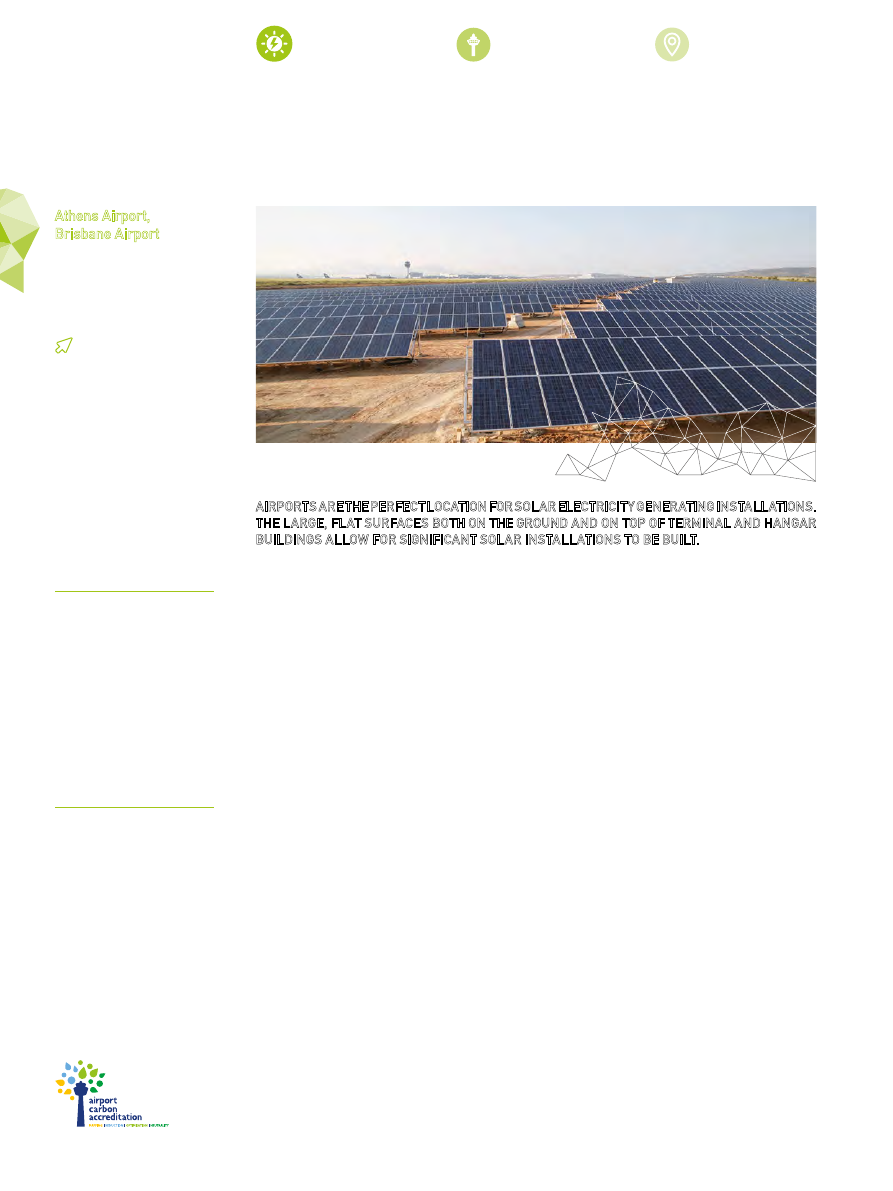 Athens Airport,
Brisbane Airport
AIRPORTS ARE THE PERFECT LOCATION FOR SOLAR ELECTRICITY GENERATING INSTALLATIONS.
THE LARGE, FLAT SURFACES BOTH ON THE GROUND AND ON TOP OF TERMINAL AND HANGAR
BUILDINGS ALLOW FOR SIGNIFICANT SOLAR INSTALLATIONS TO BE BUILT.
airport
carbon
accreditation